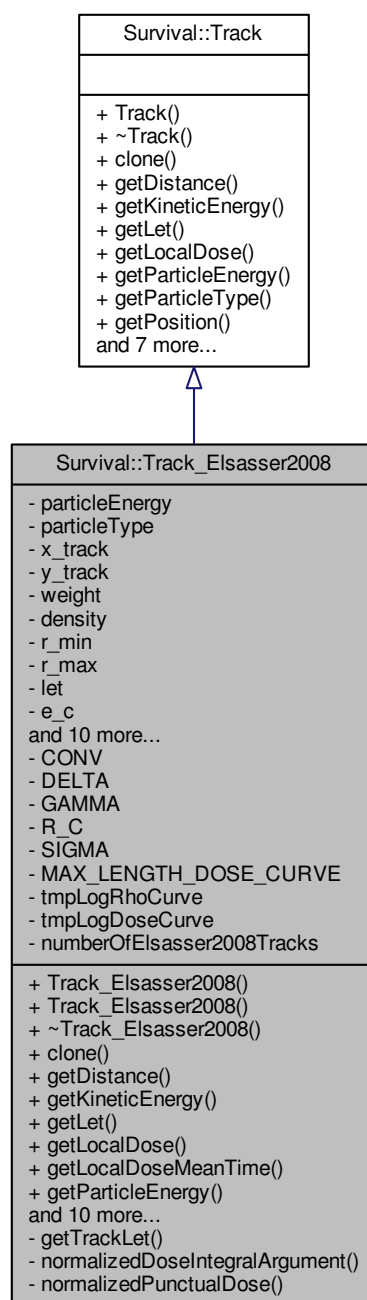 Survival::Track
+ Track()
+ ~Track()
+ clone()
+ getDistance()
+ getKineticEnergy()
+ getLet()
+ getLocalDose()
+ getParticleEnergy()
+ getParticleType()
+ getPosition()
and 7 more...
Survival::Track_Elsasser2008
- particleEnergy
- particleType
- x_track
- y_track
- weight
- density
- r_min
- r_max
- let
- e_c
and 10 more...
- CONV
- DELTA
- GAMMA
- R_C
- SIGMA
- MAX_LENGTH_DOSE_CURVE
- tmpLogRhoCurve
- tmpLogDoseCurve
- numberOfElsasser2008Tracks
+ Track_Elsasser2008()
+ Track_Elsasser2008()
+ ~Track_Elsasser2008()
+ clone()
+ getDistance()
+ getKineticEnergy()
+ getLet()
+ getLocalDose()
+ getLocalDoseMeanTime()
+ getParticleEnergy()
and 10 more...
- getTrackLet()
- normalizedDoseIntegralArgument()
- normalizedPunctualDose()